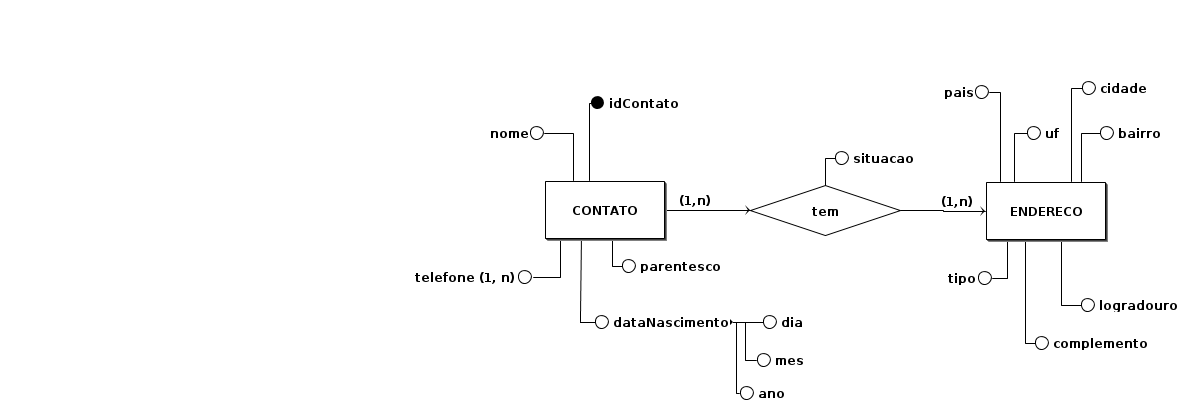 pais
cidade
idContato
nome
uf
bairro
situacao
(1,n)
(1,n)
CONTATO
tem
ENDERECO
telefone (1, n)
parentesco
tipo
logradouro
dataNascimento
dia
complemento
mes
ano